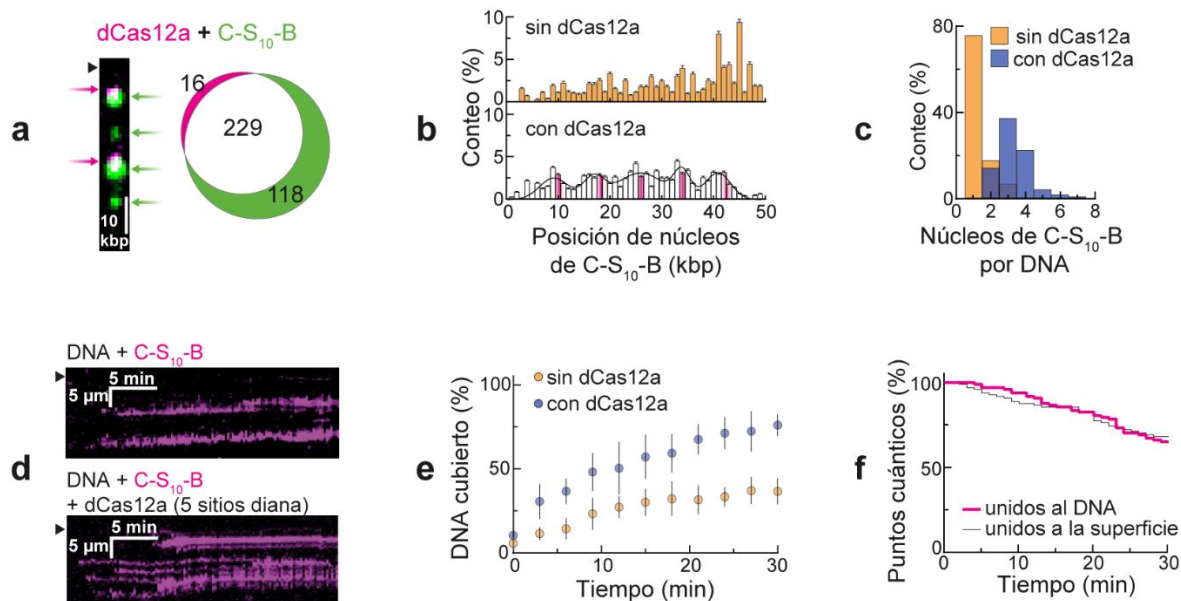 a
dCas12a + C-S₁₀-B
16
229
118
10
kbp
b
Conteo (%)
10
5
0
sin dCas12a
5
0
con dCas12a
0 10 20 30 40 50
Posición de núcleos
de C-S₁₀-B (kbp)
c
Conteo (%)
80
40
0
sin dCas12a
con dCas12a
0 2 4 6 8
Núcleos de C-S₁₀-B
por DNA
d
DNA + C-S₁₀-B
5 min
5 µm
DNA + C-S₁₀-B
+ dCas12a (5 sitios diana)
5 min
5 µm
e
DNA cubierto (%)
100
50
0
sin dCas12a
con dCas12a
0 10 20 30
Tiempo (min)
f
Puntos cuánticos (%)
100
50
0
unidos al DNA
unidos a la superficie
0 10 20 30
Tiempo (min)